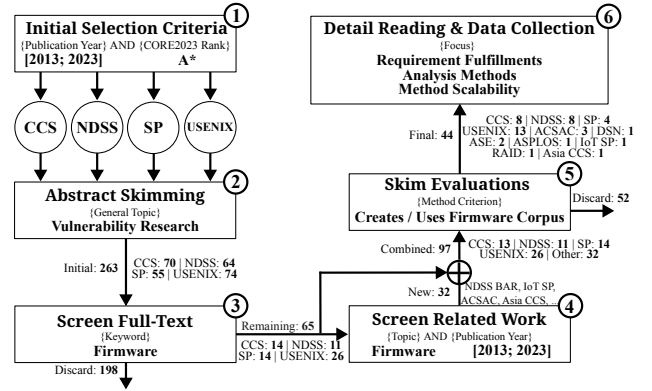 1
Initial Selection Criteria
{Publication Year} AND {CORE2023 Rank}
[2013; 2023] A*
CCS NDSS SP USENIX
2
Abstract Skimming
{General Topic}
Vulnerability Research
Initial: 263
CCS: 70 | NDSS: 64
SP: 55 | USENIX: 74
3
Screen Full-Text
{Keyword}
Firmware
Discard: 198
Remaining: 65
CCS: 14 | NDSS: 11
SP: 14 | USENIX: 26
4
Screen Related Work
{Topic} AND {Publication Year}
Firmware [2013; 2023]
New: 32
NDSS BAR, IoT SP,
ACSAC, Asia CCS, ...
Combined: 97
CCS: 13 | NDSS: 11 | SP: 14
USENIX: 26 | Other: 32
5
Skim Evaluations
{Method Criterion}
Creates / Uses Firmware Corpus
Discard: 52
Final: 44
CCS: 8 | NDSS: 8 | SP: 4
USENIX: 13 | ACSAC: 3 | DSN: 1
ASE: 2 | ASPLOS: 1 | IoT SP: 1
RAID: 1 | Asia CCS: 1
6
Detail Reading & Data Collection
{Focus}
Requirement Fulfillments
Analysis Methods
Method Scalability